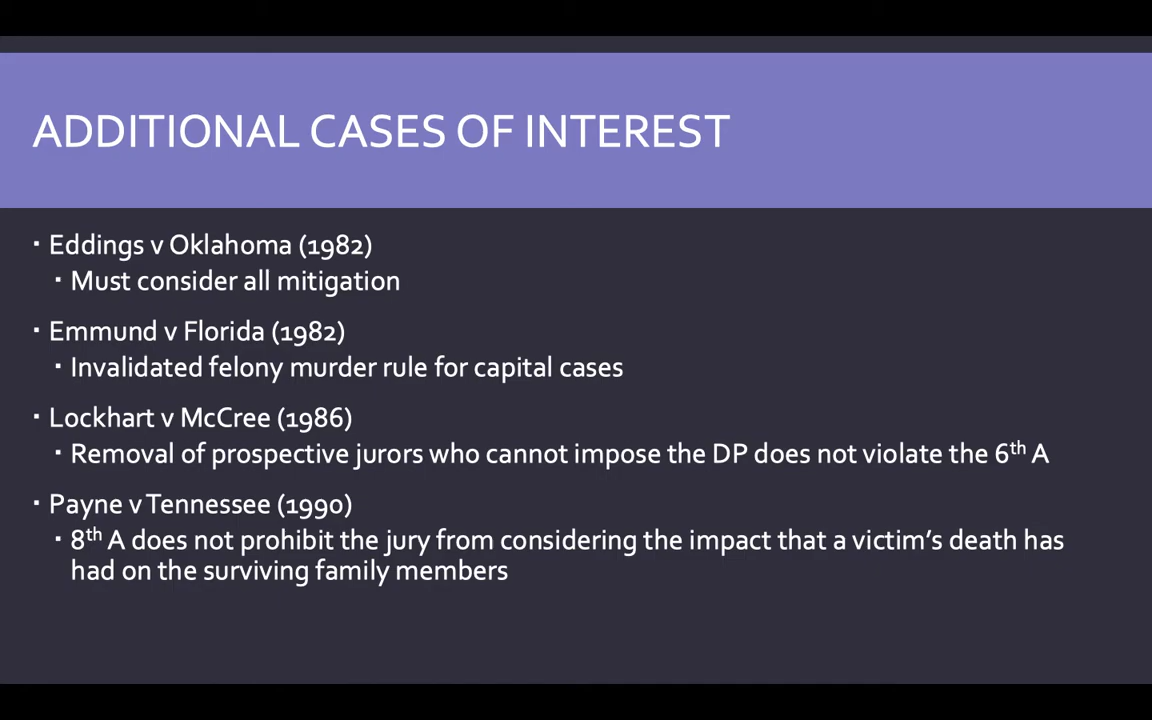 ADDITIONAL CASES OF INTEREST
▪ Eddings v Oklahoma (1982)
▪ Must consider all mitigation
▪ Emmund v Florida (1982)
▪ Invalidated felony murder rule for capital cases
▪ Lockhart v McCree (1986)
▪ Removal of prospective jurors who cannot impose the DP does not violate the 6th A
▪ Payne v Tennessee (1990)
▪ 8th A does not prohibit the jury from considering the impact that a victim’s death has
had on the surviving family members